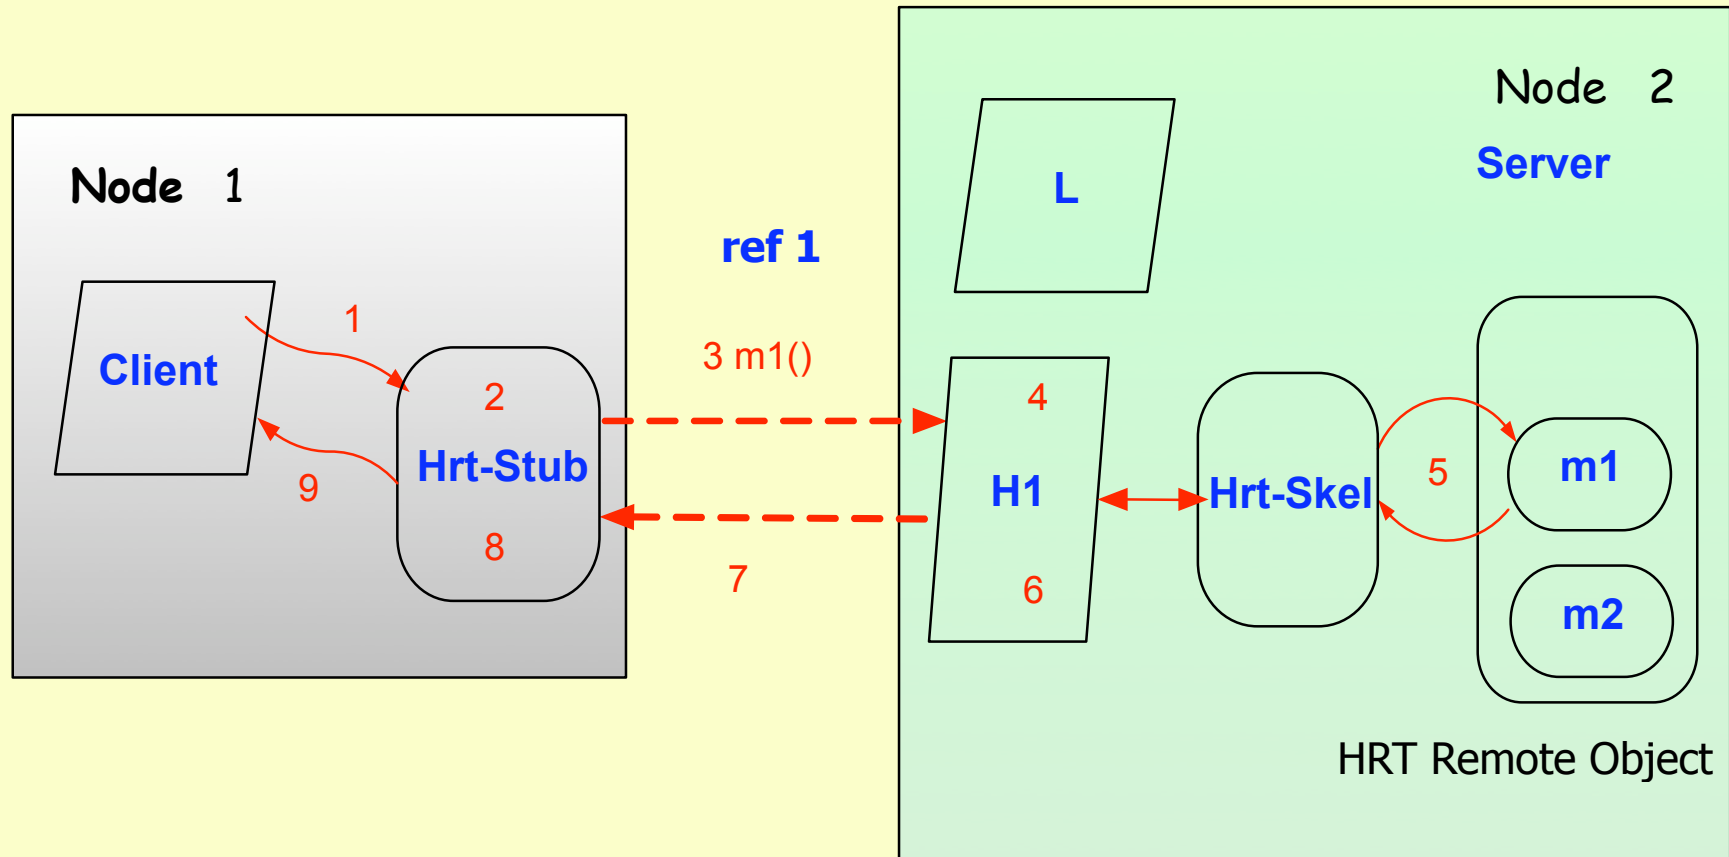 Node 1
Client
1
2
Hrt-Stub
9
8
ref 1
3 m1()
7
Node 2
Server
L
4
H1
6
Hrt-Skel
5
m1
m2
HRT Remote Object